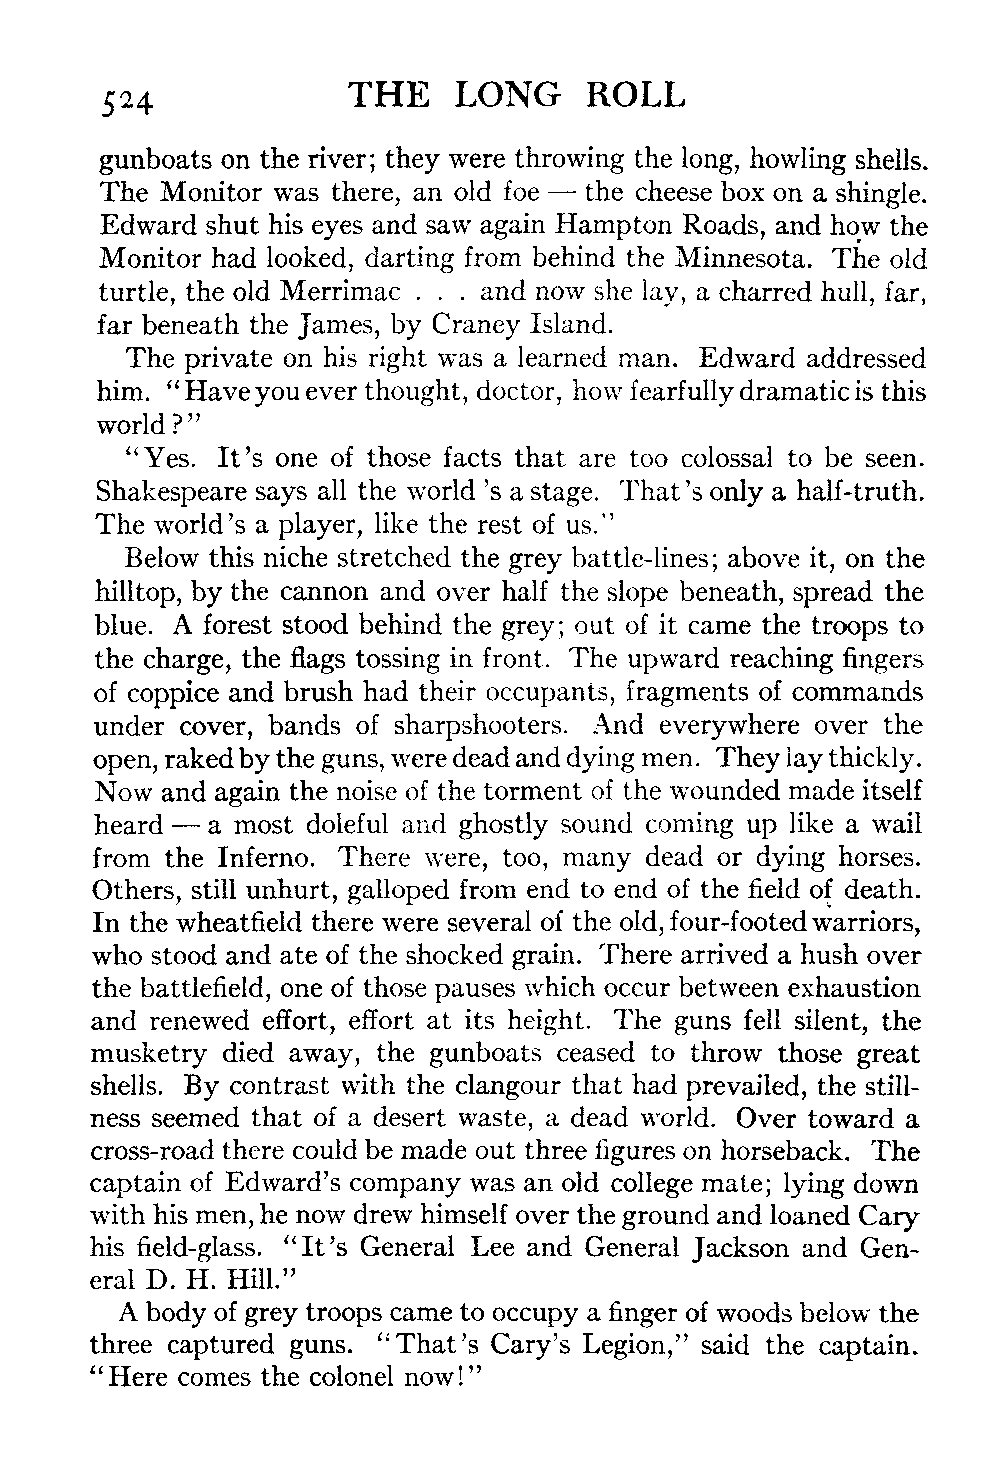 524 THE LONG ROLL
gunboats on the river; they were throwing the long, howling shells.
The Monitor was there, an old foe — the cheese box on a shingle.
Edward shut his eyes and saw again Hampton Roads, and how the
Monitor had looked, darting from behind the Minnesota. The old
turtle, the old Merrimac . . . and now she lay, a charred hull, far,
far beneath the James, by Craney Island.
The private on his right was a learned man. Edward addressed
him. "Have you ever thought, doctor, how fearfully dramatic is this
world?"
"Yes. It's one of those facts that are too colossal to be seen.
Shakespeare says all the world 's a stage. That's only a half-truth.
The world's a player, like the rest of us."
Below this niche stretched the grey battle-lines; above it, on the
hilltop, by the cannon and over half the slope beneath, spread the
blue. A forest stood behind the grey; out of it came the troops to
the charge, the flags tossing in front. The upward reaching fingers
of coppice and brush had their occupants, fragments of commands
under cover, bands of sharpshooters. And everywhere over the
open, raked by the guns, were dead and dying men. They lay thickly.
Now and again the noise of the torment of the wounded made itself
heard — a most doleful and ghostly sound coming up like a wail
from the Inferno. There were, too, many dead or dying horses.
Others, still unhurt, galloped from end to end of the field of death.
In the wheatfield there were several of the old, four-footed warriors,
who stood and ate of the shocked grain. There arrived a hush over
the battlefield, one of those pauses which occur between exhaustion
and renewed effort, effort at its height. The guns fell silent, the
musketry died away, the gunboats ceased to throw those great
shells. By contrast with the clangour that had prevailed, the still-
ness seemed that of a desert waste, a dead world. Over toward a
cross-road there could be made out three figures on horseback. The
captain of Edward's company was an old college mate; lying down
with his men, he now drew himself over the ground and loaned Cary
his field-glass. "It's General Lee and General Jackson and Gen-
eral D. H. Hill."
A body of grey troops came to occupy a finger of woods below the
three captured guns. "That's Cary's Legion," said the captain.
"Here comes the colonel now!"